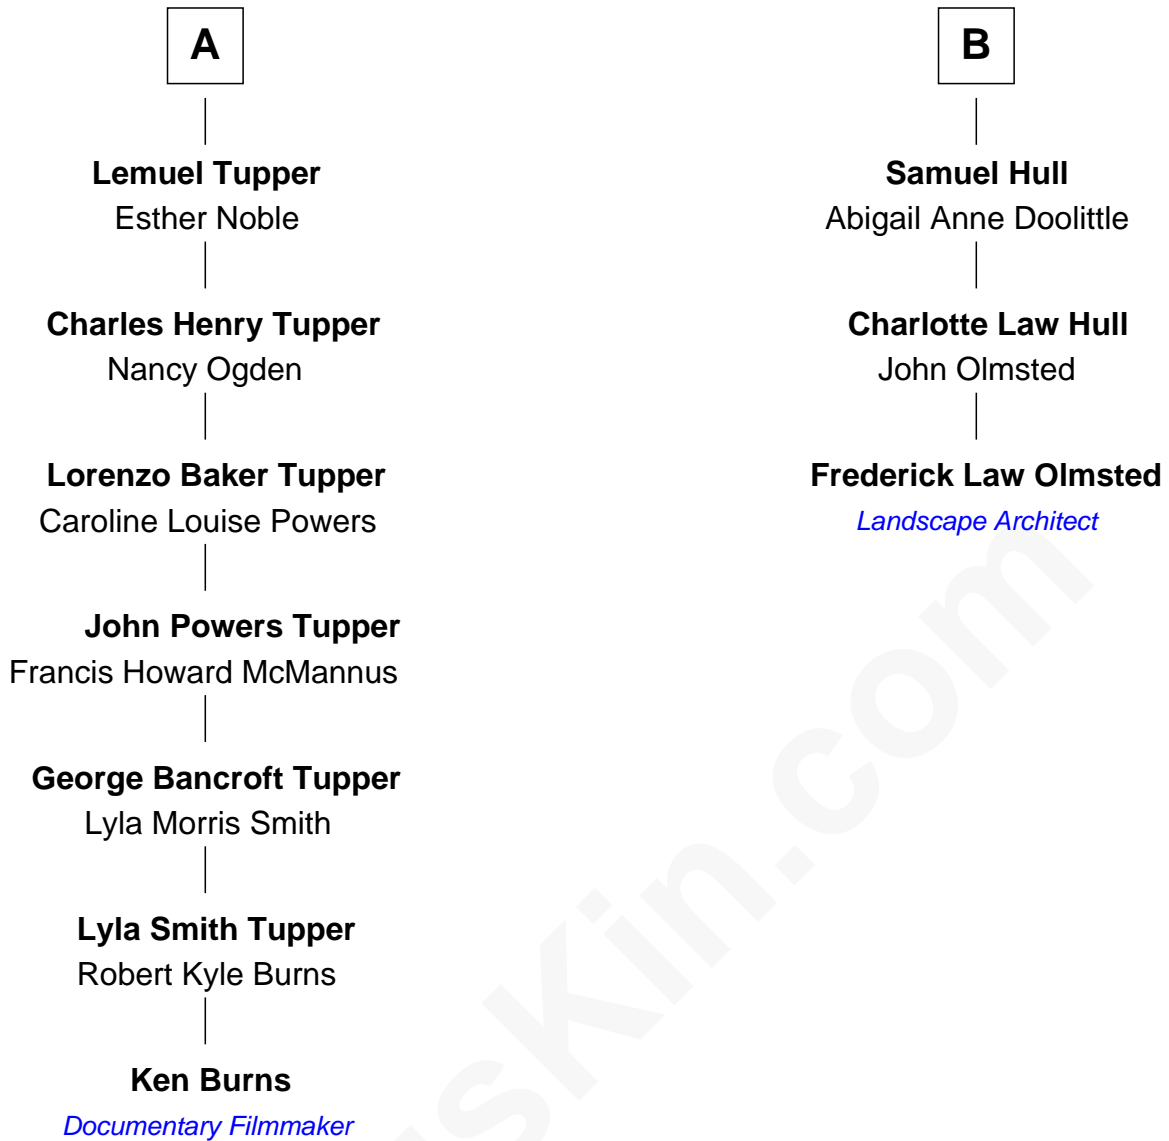 A
Lemuel Tupper
Esther Noble
Charles Henry Tupper
Nancy Ogden
Lorenzo Baker Tupper
Caroline Louise Powers
John Powers Tupper
Francis Howard McMannus
George Bancroft Tupper
Lyla Morris Smith
Lyla Smith Tupper
Robert Kyle Burns
Ken Burns
Documentary Filmmaker
B
Samuel Hull
Abigail Anne Doolittle
Charlotte Law Hull
John Olmsted
Frederick Law Olmsted
Landscape Architect
sKin.com